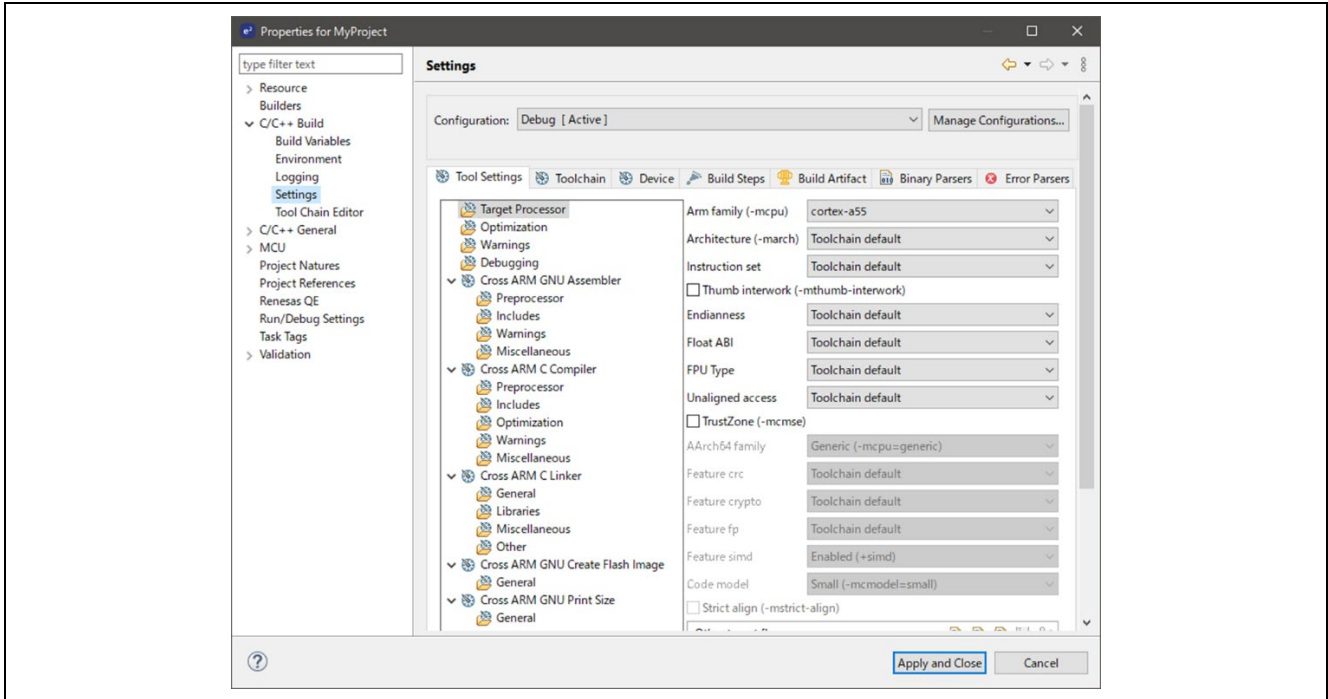 e² Properties for MyProject
type filter text
Resource
Builders
C/C++ Build
Build Variables
Environment
Logging
Settings
Tool Chain Editor
C/C++ General
MCU
Project Natures
Project References
Renesas QE
Run/Debug Settings
Task Tags
Validation
Settings
Configuration: Debug [ Active ] Manage Configurations...
Tool Settings Toolchain Device Build Steps Build Artifact Binary Parsers Error Parsers
Target Processor
Optimization
Warnings
Debugging
Cross ARM GNU Assembler
Preprocessor
Includes
Warnings
Miscellaneous
Cross ARM C Compiler
Preprocessor
Includes
Optimization
Warnings
Miscellaneous
Cross ARM C Linker
General
Libraries
Miscellaneous
Other
Cross ARM GNU Create Flash Image
General
Cross ARM GNU Print Size
General
Arm family (-mcpu) cortex-a55
Architecture (-march) Toolchain default
Instruction set Toolchain default
Thumb interwork (-mthumb-interwork)
Endianness Toolchain default
Float ABI Toolchain default
FPU Type Toolchain default
Unaligned access Toolchain default
TrustZone (-mcmse)
AArch64 family Generic (-mcpu=generic)
Feature crc Toolchain default
Feature crypto Toolchain default
Feature fp Toolchain default
Feature simd Enabled (+simd)
Code model Small (-mcmodel=small)
Strict align (-mstrict-align)
Apply and Close Cancel